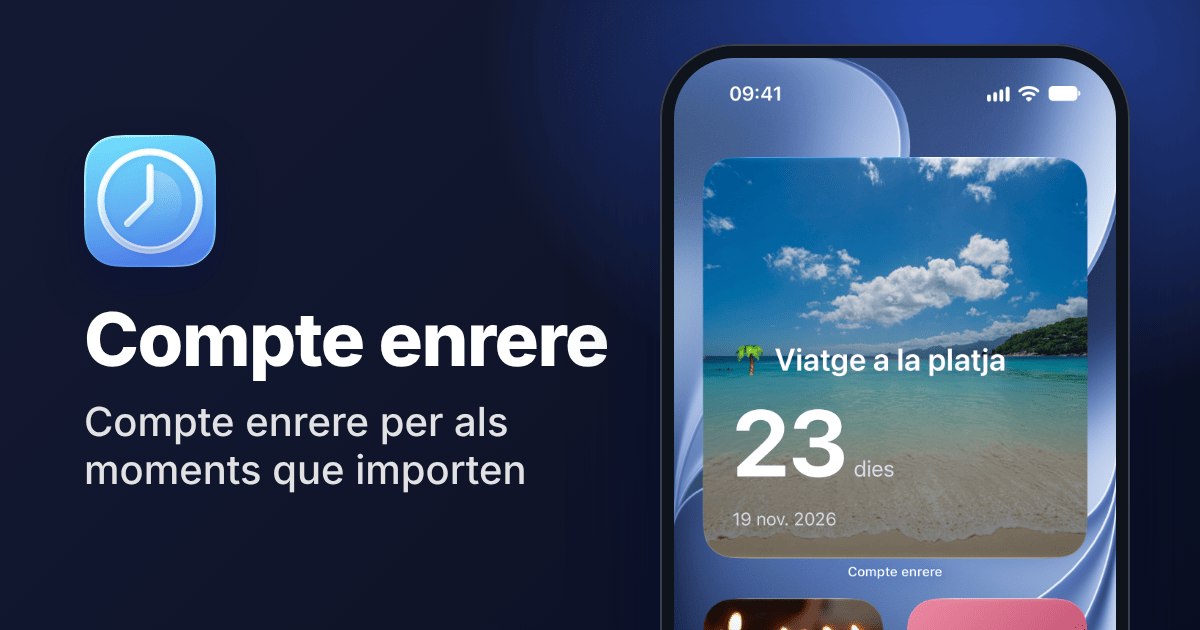 Compte enrere
Compte enrere per als
moments que importen
09:41
🌴 Viatge a la platja
23 dies
19 nov. 2026
Compte enrere